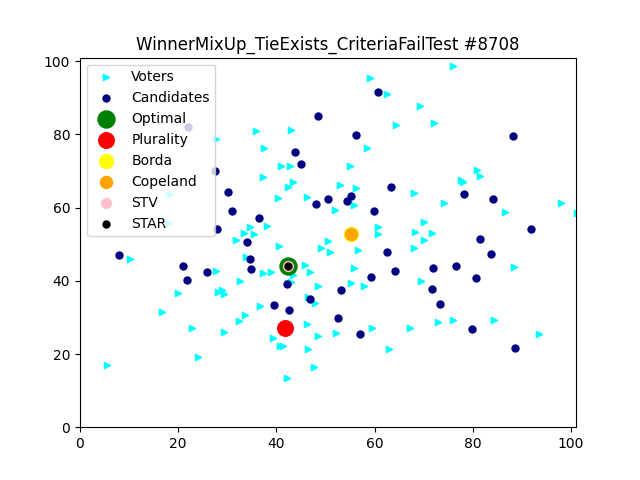 WinnerMixUp_TieExists_CriteriaFailTest #8708
Voters
Candidates
Optimal
Plurality
Borda
Copeland
STV
STAR
100
80
60
40
20
0
0 20 40 60 80 100